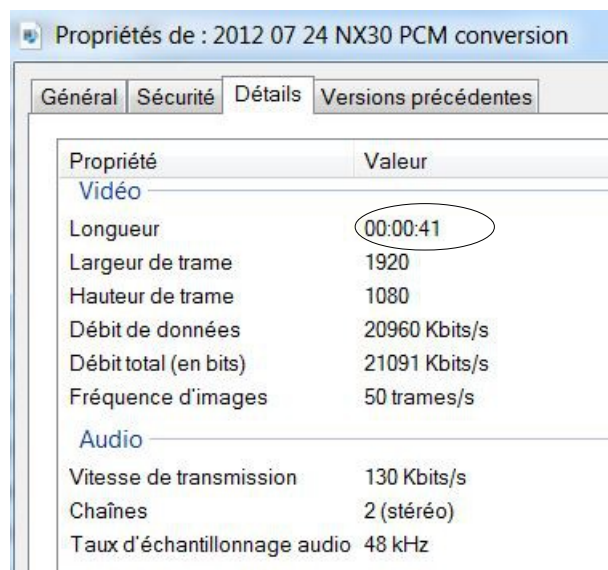 Propriétés de : 2012 07 24 NX30 PCM conversion
Général Sécurité Détails Versions précédentes
Propriété Valeur
Vidéo
Longueur 00:00:41
Largeur de trame 1920
Hauteur de trame 1080
Débit de données 20960 Kbits/s
Débit total (en bits) 21091 Kbits/s
Fréquence d'images 50 trames/s
Audio
Vitesse de transmission 130 Kbits/s
Chaînes 2 (stéréo)
Taux d'échantillonnage audio 48 kHz